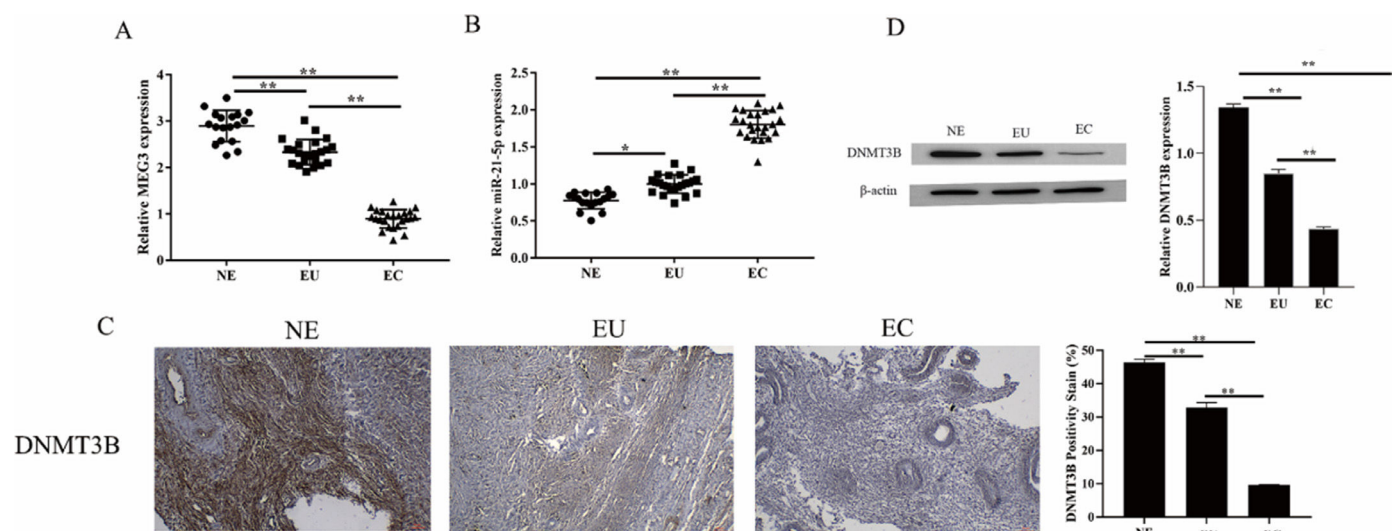 A
Relative MEG3 expression
4
3
2
1
0
**
**
**
NE
EU
EC
B
Relative miR-21-5p expression
2.5
2.0
1.5
1.0
0.5
0.0
**
**
*
NE
EU
EC
D
NE
EU
EC
DNMT3B
β-actin
Relative DNMT3B expression
1.5
1.0
0.5
0.0
**
**
**
NE
EU
EC
C
NE
EU
EC
DNMT3B
DNMT3B Positivity Stain (%)
50
40
30
20
10
0
**
**
**
NE
EU